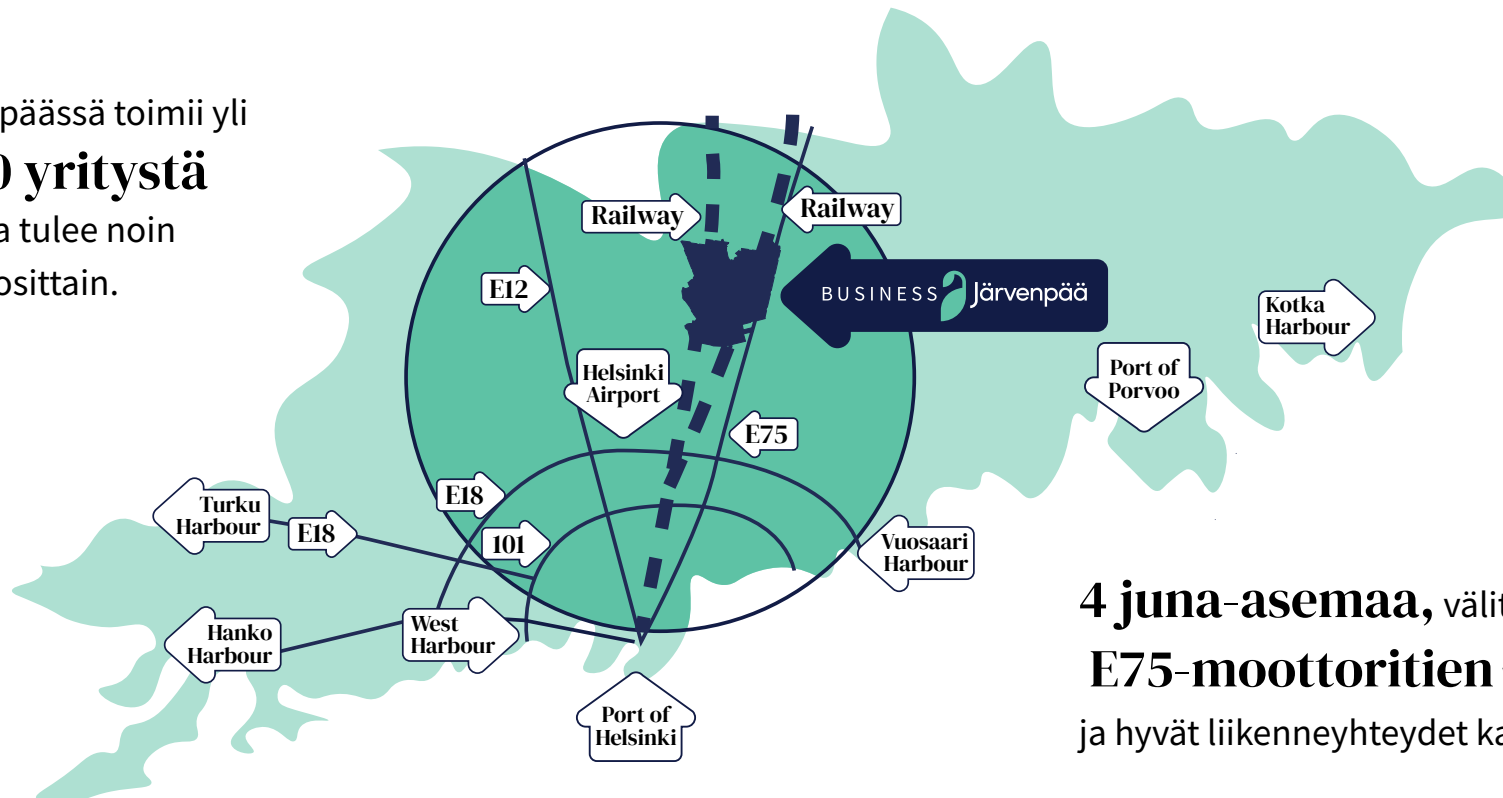 päässä toimii yli
0 yritystä
a tulee noin
osittain.
Railway
Railway
E12
BUSINESS Järvenpää
Kotka
Harbour
Helsinki
Airport
Port of
Porvoo
E75
E18
Turku
Harbour
E18
101
Vuosaari
Harbour
Hanko
Harbour
West
Harbour
Port of
Helsinki
4 juna-asemaa, välit
E75-moottoritien
ja hyvät liikenneyhteydet ka